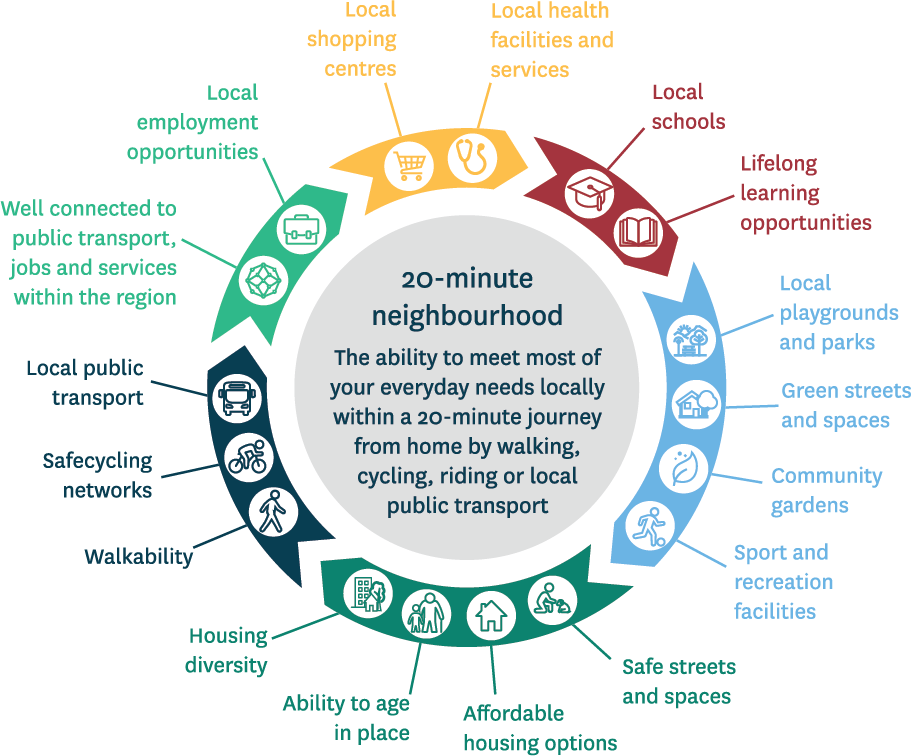 Local
shopping
centres
Local health
facilities and
services
Local
schools
Lifelong
learning
opportunities
Local
playgrounds
and parks
Green streets
and spaces
Community
gardens
Sport and
recreation
facilities
Safe streets
and spaces
Affordable
housing options
Ability to age
in place
Housing
diversity
Walkability
Safecycling
networks
Local public
transport
Well connected to
public transport,
jobs and services
within the region
Local
employment
opportunities
20-minute
neighbourhood
The ability to meet most of
your everyday needs locally
within a 20-minute journey
from home by walking,
cycling, riding or local
public transport